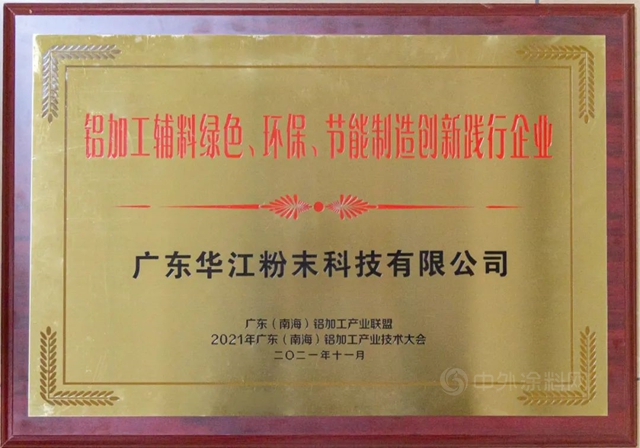 铝加工辅料绿色、环保、节能制造创新践行企业
广东华江粉末科技有限公司
广东（南海）铝加工产业联盟
2021年广东（南海）铝加工产业技术大会
二〇二一年十一月
中外涂料网